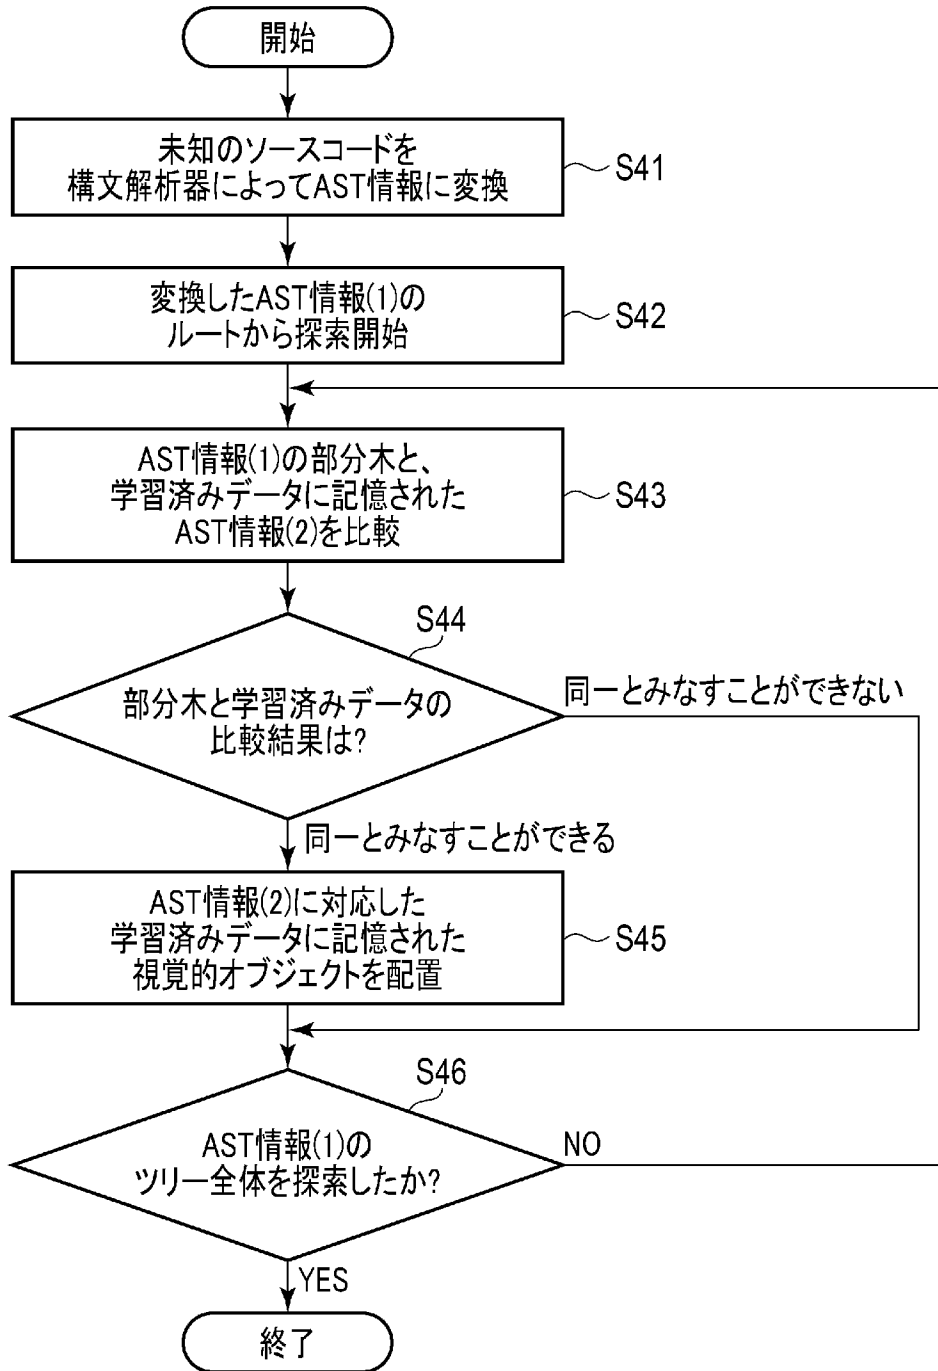 開始
未知のソースコードを
構文解析器によってAST情報に変換
S41
変換したAST情報(1)の
ルートから探索開始
S42
AST情報(1)の部分木と、
学習済みデータに記憶された
AST情報(2)を比較
S43
S44
部分木と学習済みデータの
比較結果は?
同一とみなすことができない
同一とみなすことができる
AST情報(2)に対応した
学習済みデータに記憶された
視覚的オブジェクトを配置
S45
S46
AST情報(1)の
ツリー全体を探索したか?
NO
YES
終了